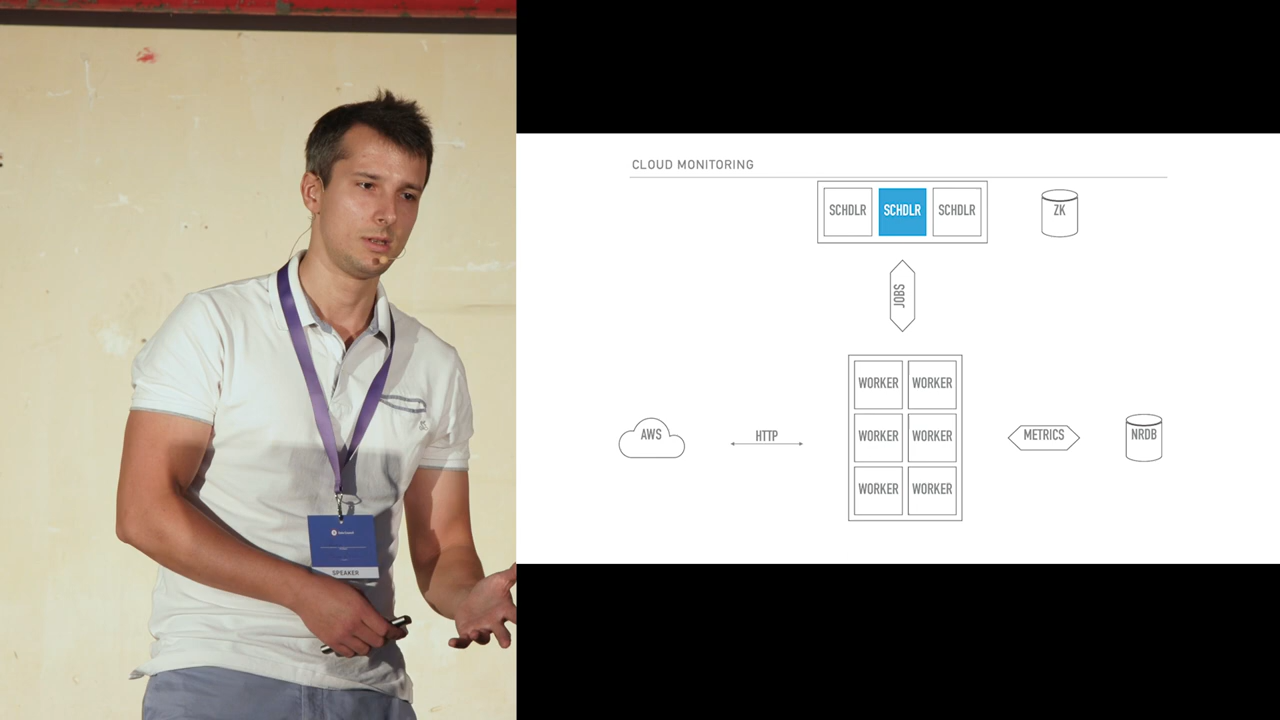 CLOUD MONITORING
SCHDLR SCHDLR SCHDLR
ZK
JOBS
WORKER WORKER
AWS
HTTP
WORKER WORKER
METRICS
NRDB
WORKER WORKER
SPEAKER